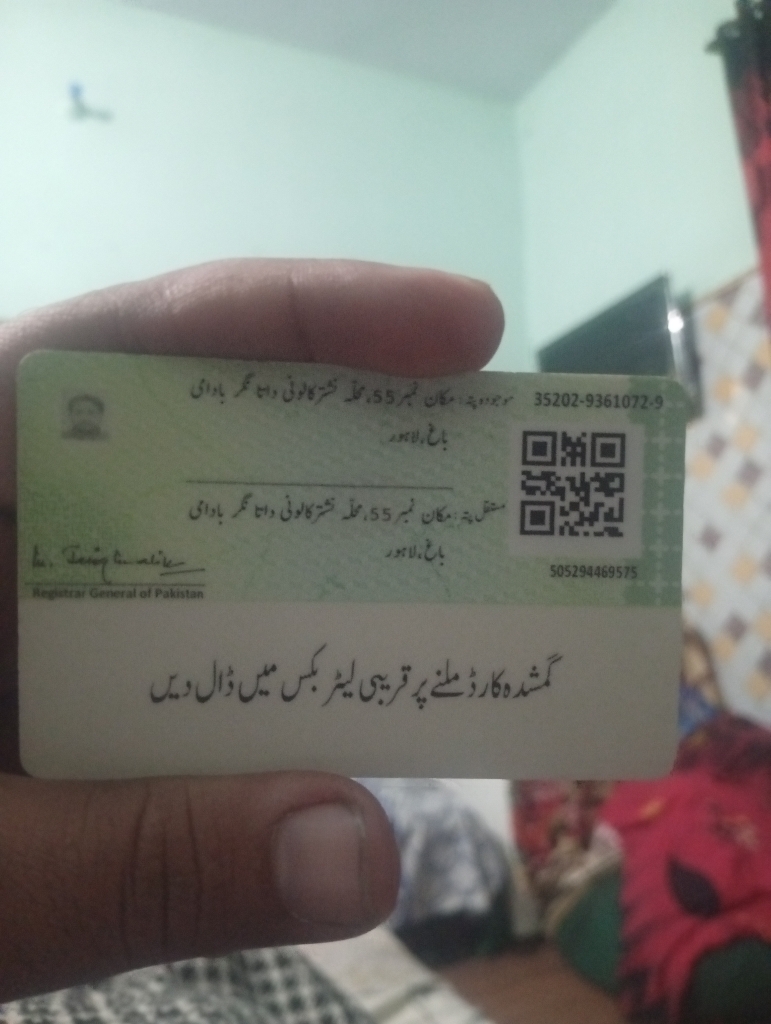 موجودہ پتہ: مکان نمبر 55، محلہ نشتر کالونی داتا نگر بادامی
باغ، لاہور
35202-9361072-9
مستقل پتہ: مکان نمبر 55، محلہ نشتر کالونی داتا نگر بادامی
باغ، لاہور
505294469575
Registrar General of Pakistan
گمشدہ کارڈ ملنے پر قریبی لیٹر بکس میں ڈال دیں